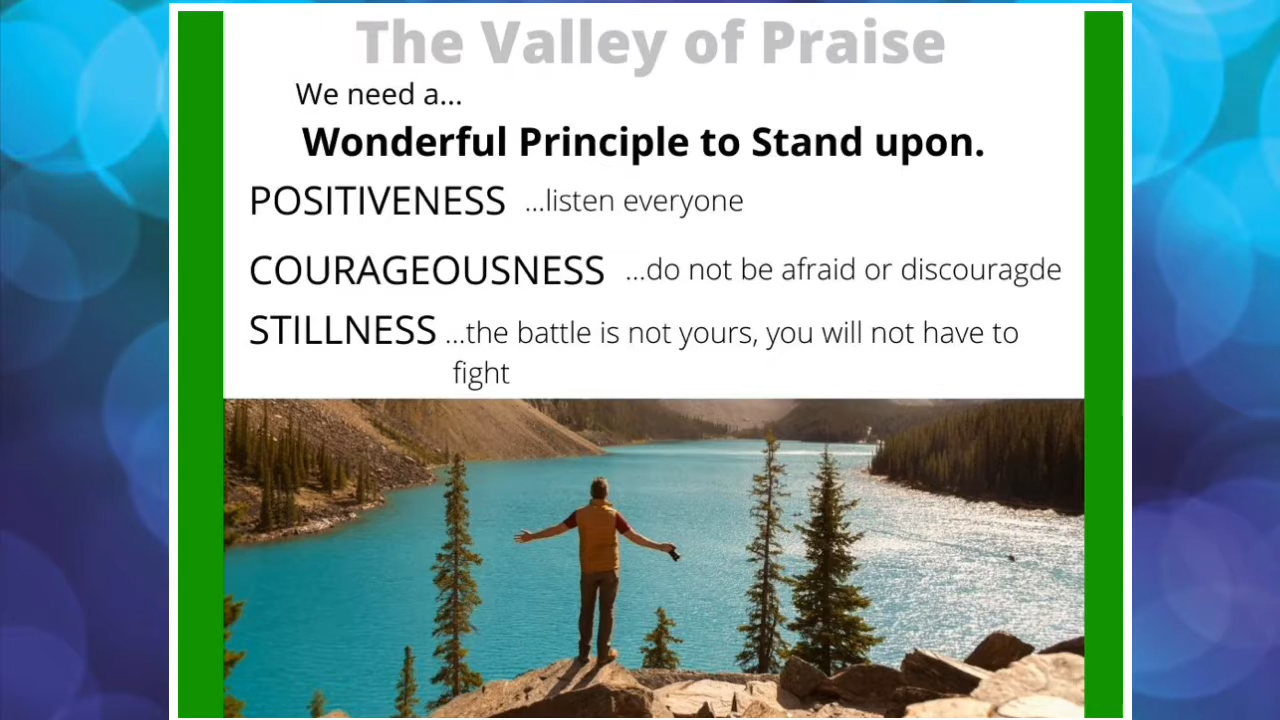 The Valley of Praise
We need a...
Wonderful Principle to Stand upon.
POSITIVENESS ...listen everyone
COURAGEOUSNESS ...do not be afraid or discouragde
STILLNESS ...the battle is not yours, you will not have to
fight